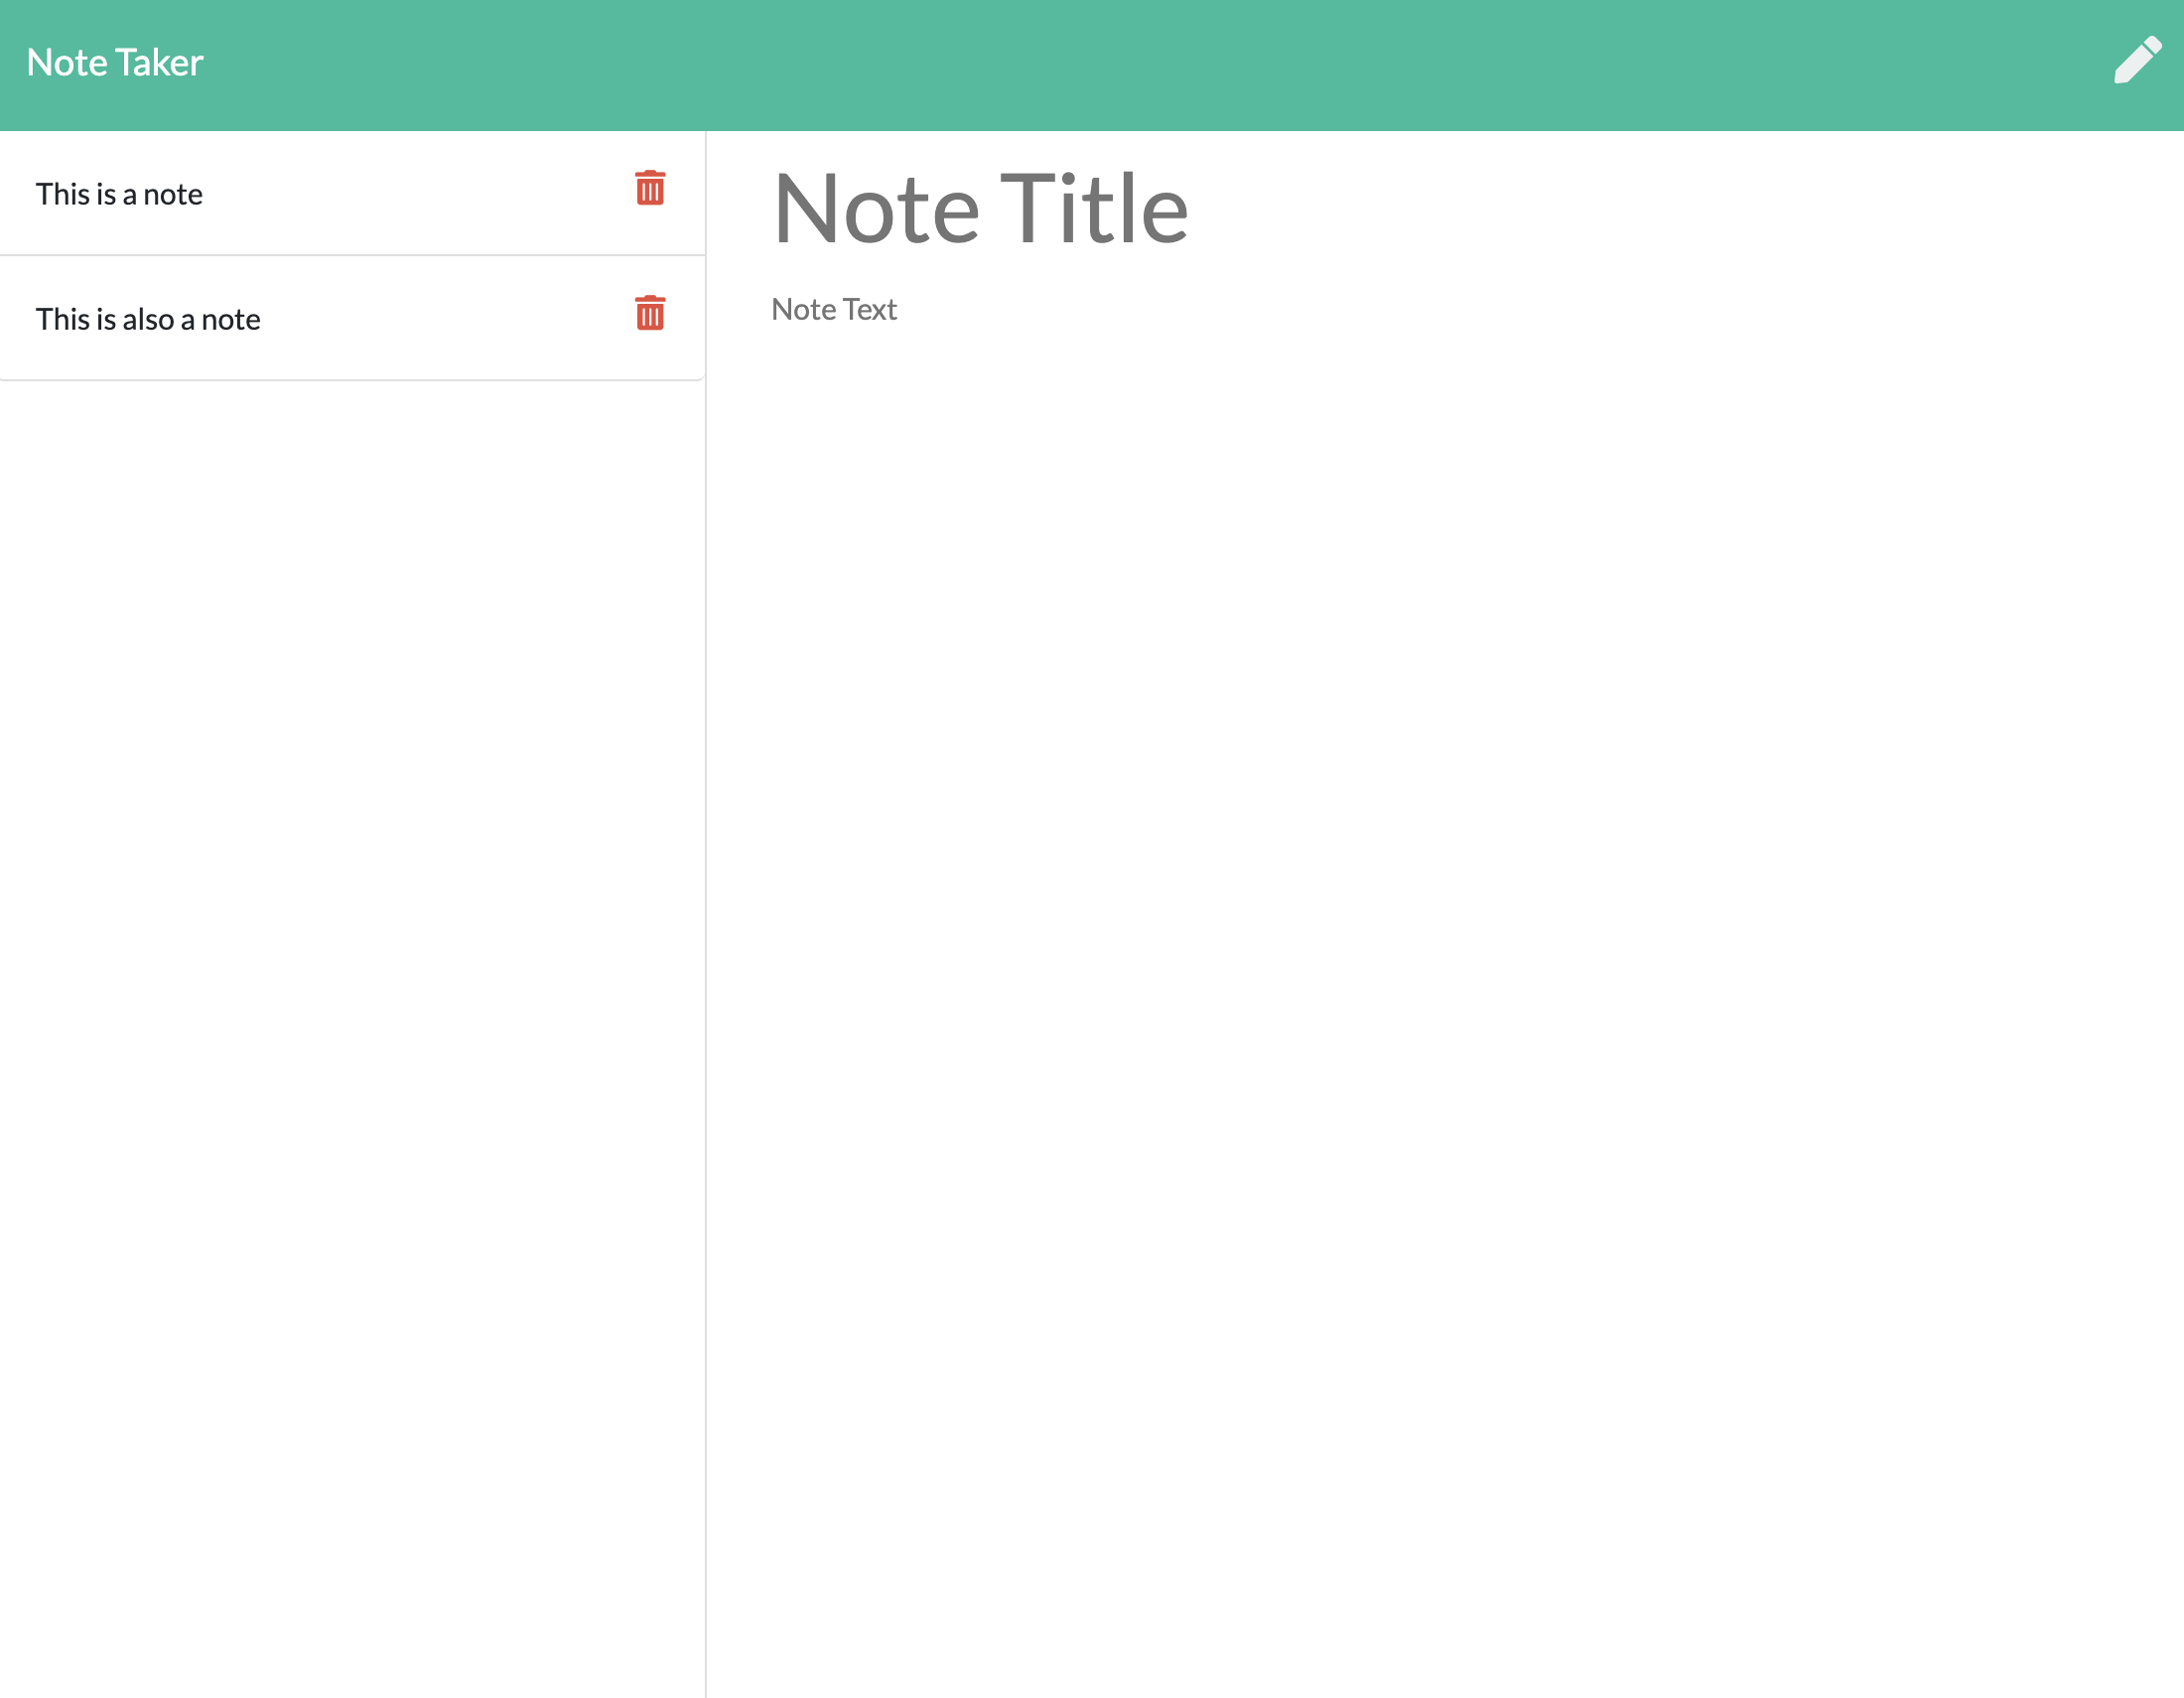 Note Taker
This is a note
This is also a note
Note Title
Note Text